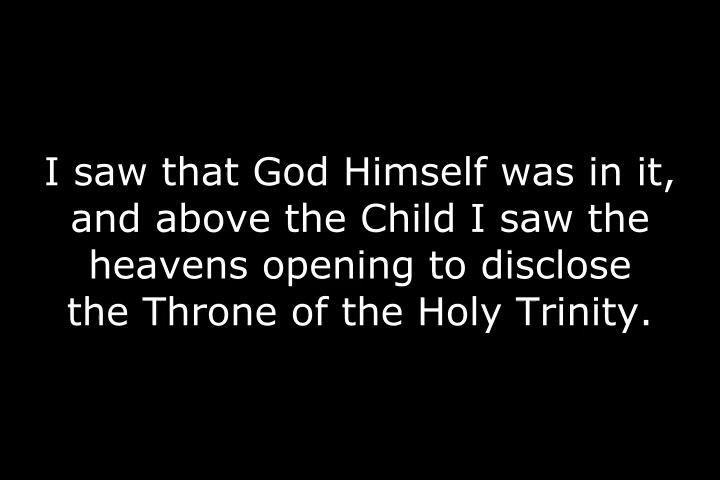 I saw that God Himself was in it,
and above the Child I saw the
heavens opening to disclose
the Throne of the Holy Trinity.